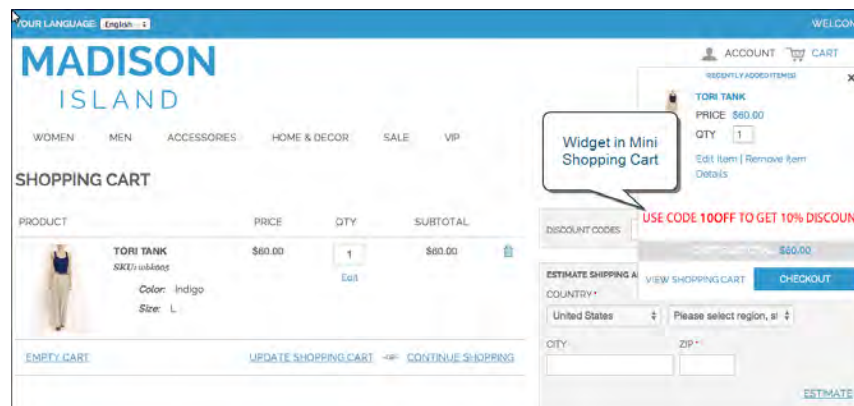 YOUR LANGUAGE: English
WELCOM
MADISON
ISLAND
ACCOUNT CART
RECENTLY ADDED ITEM(S) X
TORI TANK
PRICE $60.00
QTY 1
Edit Item | Remove Item
Details
WOMEN MEN ACCESSORIES HOME & DECOR SALE VIP
Widget in Mini
Shopping Cart
SHOPPING CART
PRODUCT PRICE QTY SUBTOTAL
USE CODE 10OFF TO GET 10% DISCOUN
DISCOUNT CODES
TORI TANK $60.00 1 $60.00
Edit
Color: Indigo
Size: L
$60.00
VIEW SHOPPING CART CHECKOUT
ESTIMATE SHIPPING A
COUNTRY*
United States Please select region, st
CITY ZIP*
EMPTY CART UPDATE SHOPPING CART -OR- CONTINUE SHOPPING
ESTIMATE